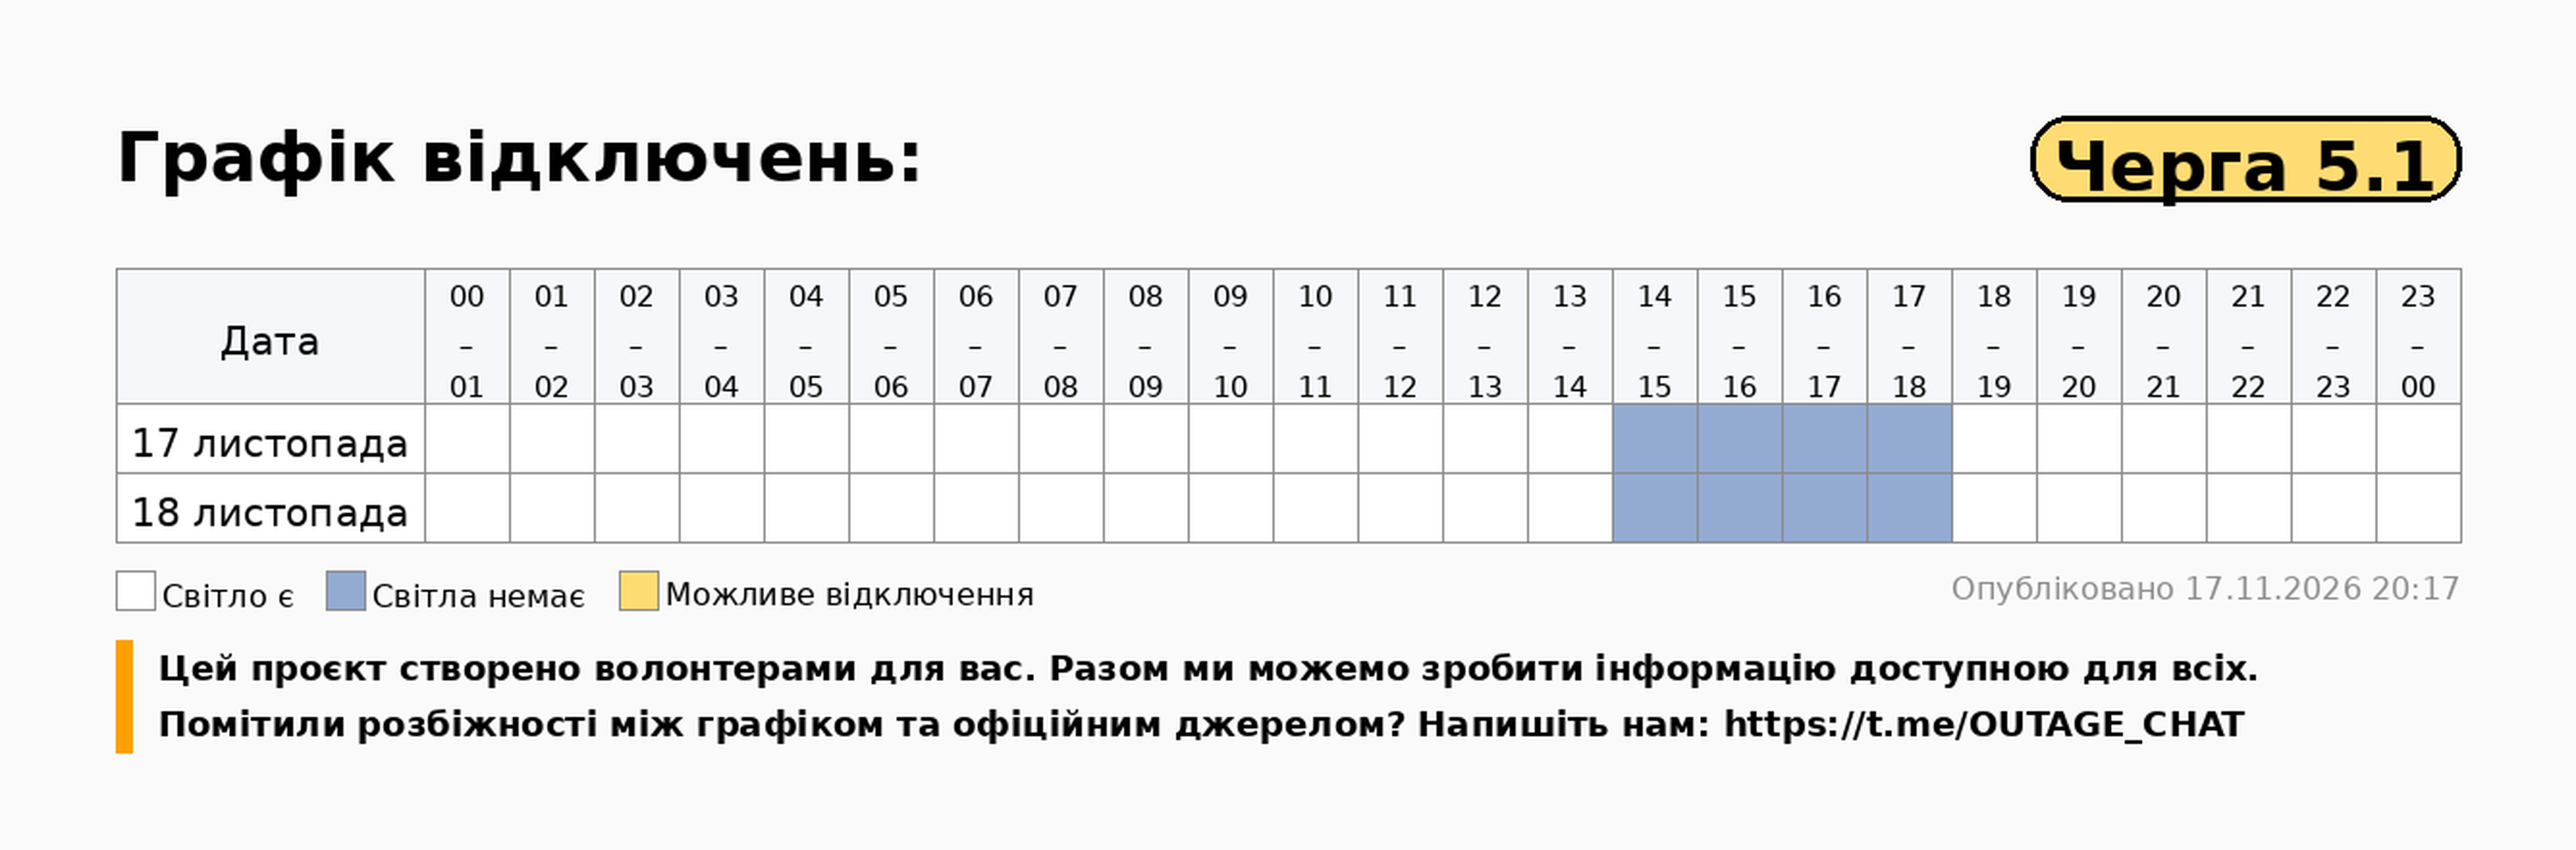 Графік відключень:
Черга 5.1
Дата
00 – 01
01 – 02
02 – 03
03 – 04
04 – 05
05 – 06
06 – 07
07 – 08
08 – 09
09 – 10
10 – 11
11 – 12
12 – 13
13 – 14
14 – 15
15 – 16
16 – 17
17 – 18
18 – 19
19 – 20
20 – 21
21 – 22
22 – 23
23 – 00
17 листопада
18 листопада
Світло є
Світла немає
Можливе відключення
Опубліковано 17.11.2026 20:17
Цей проєкт створено волонтерами для вас. Разом ми можемо зробити інформацію доступною для всіх.
Помітили розбіжності між графіком та офіційним джерелом? Напишіть нам: https://t.me/OUTAGE_CHAT